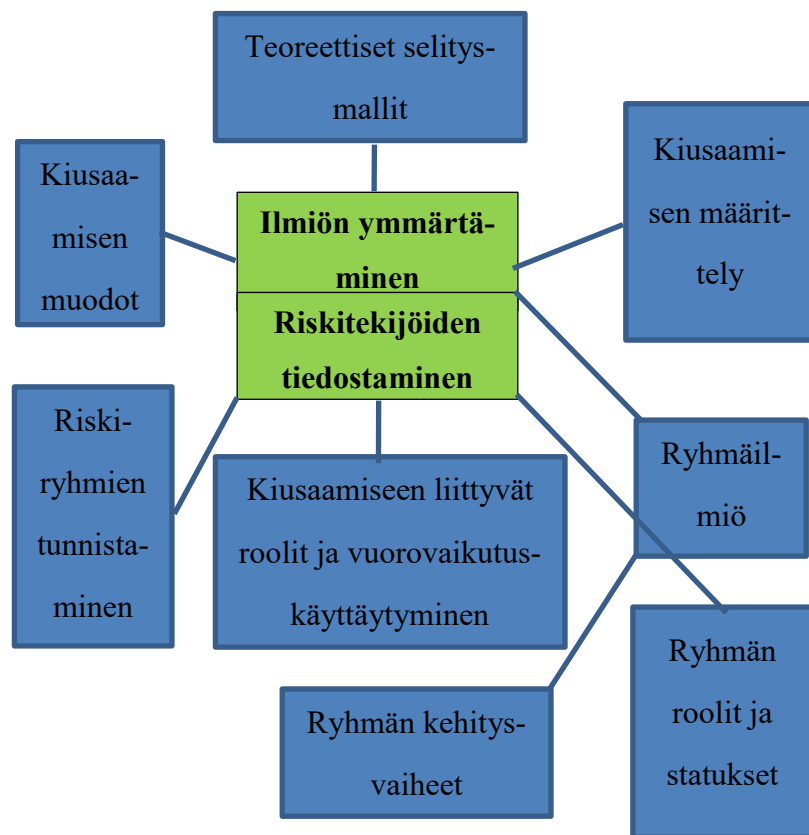 Teoreettiset selitys-
mallit
Kiusaa-
misen
muodot
Ilmiön ymmärtä-
minen
Kiusaami-
sen määrit-
tely
Riskitekijöiden
tiedostaminen
Riski-
ryhmien
tunnista-
minen
Kiusaamiseen liittyvät
roolit ja vuorovaikutus-
käyttäytyminen
Ryhmäil-
miö
Ryhmän kehitys-
vaiheet
Ryhmän
roolit ja
statukset